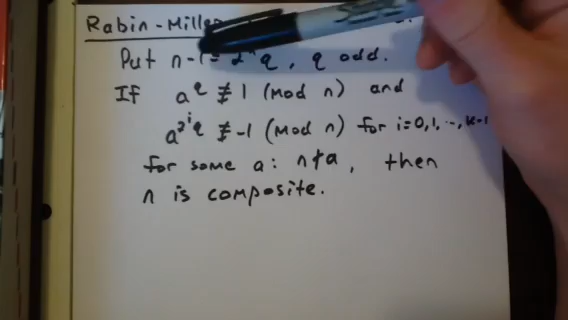 Rabin-Miller
Put n-1= 2^k q, q odd.
If a^q ≢ 1 (mod n) and
a^{2^i q} ≢ -1 (mod n) for i=0,1,..,k-1
for some a: n∤a, then
n is composite.